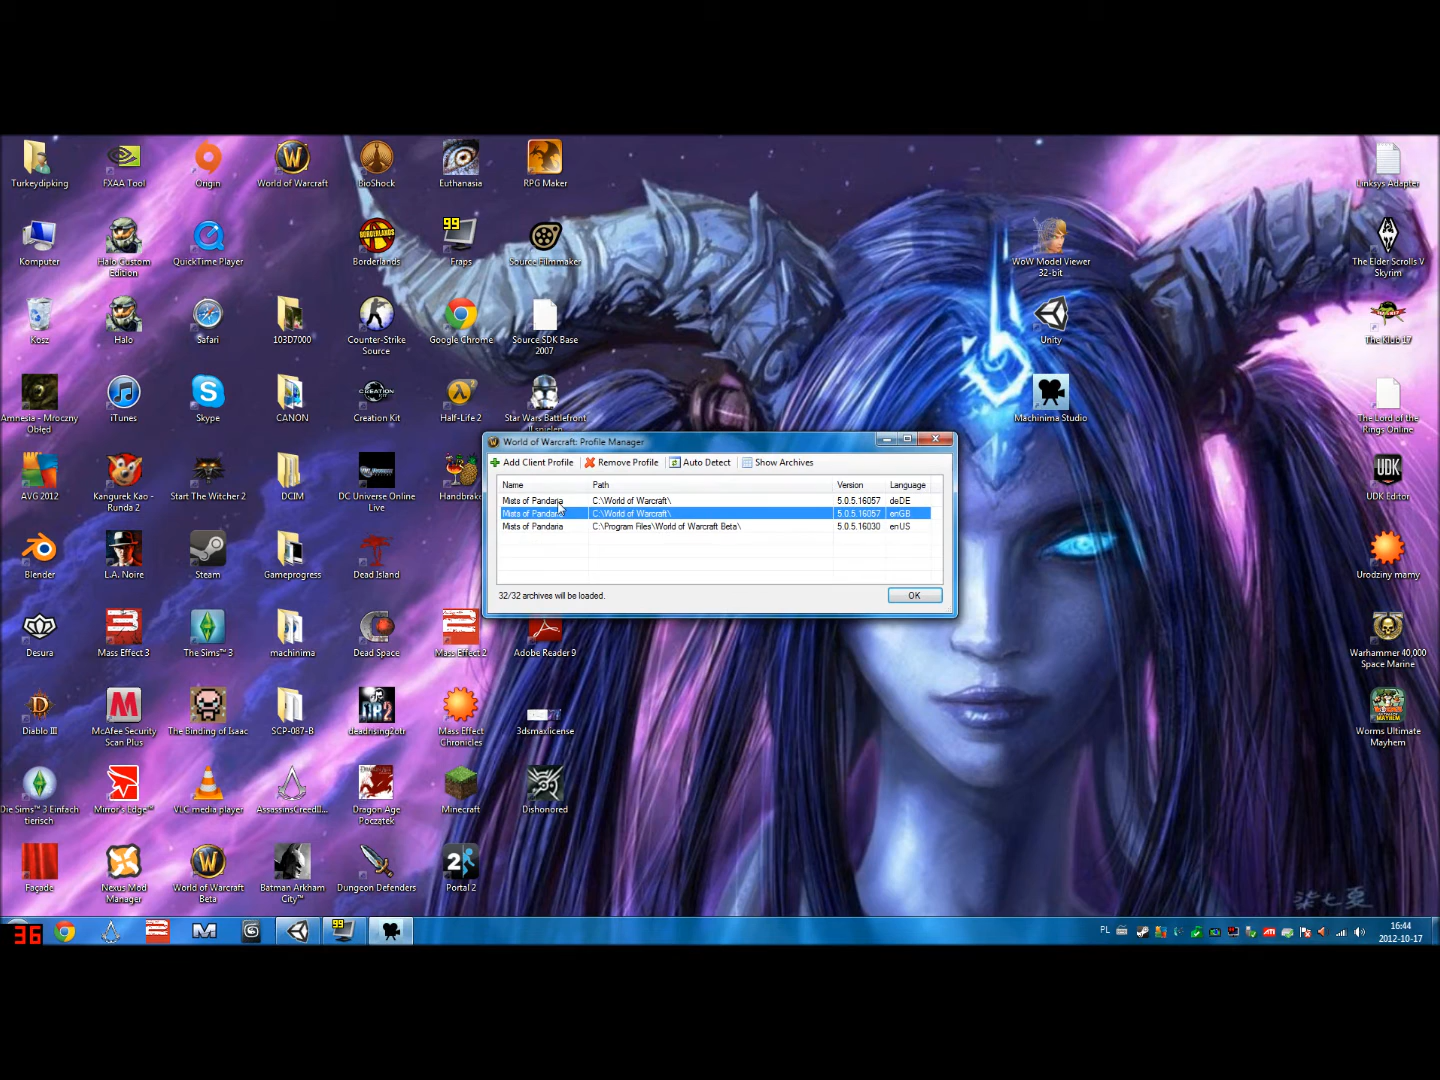 Turkeydipking
FXAA Tool
Origin
World of Warcraft
BioShock
Euthanasia
RPG Maker
Linksys Adapter
Komputer
Halo Custom
Edition
QuickTime Player
Borderlands
99
Fraps
Source Filmmaker
WoW Model Viewer
32-bit
The Elder Scrolls V
Skyrim
Kosz
Halo
Safari
103D7000
Counter-Strike
Source
Google Chrome
Source SDK Base
2007
Unity
The Klub 17
Amnesia - Mroczny
Obłęd
iTunes
Skype
CANON
Creation Kit
Half-Life 2
Star Wars Battlefront
II spielen
Machinima Studio
The Lord of the
Rings Online
World of Warcraft: Profile Manager
Add Client Profile
Remove Profile
Auto Detect
Show Archives
Name
Path
Version
Language
Mists of Pandaria
C:\World of Warcraft\
5.0.5.16057
deDE
Mists of Pandaria
C:\World of Warcraft\
5.0.5.16057
enGB
Mists of Pandaria
C:\Program Files\World of Warcraft Beta\
5.0.5.16030
enUS
32/32 archives will be loaded.
OK
AVG 2012
Kangurek Kao -
Runda 2
Start The Witcher 2
DCIM
DC Universe Online
Live
Handbrake
UDK
UDK Editor
Blender
L.A. Noire
Steam
Gameprogress
Dead Island
Urodziny mamy
Desura
Mass Effect 3
The Sims™ 3
machinima
Dead Space
Mass Effect 2
Adobe Reader 9
Warhammer 40,000
Space Marine
Diablo III
McAfee Security
Scan Plus
The Binding of Isaac
SCP-087-B
deadrising2otr
Mass Effect
Chronicles
3dsmaxlicense
Worms Ultimate
Mayhem
Die Sims™ 3 Einfach
tierisch
Mirror's Edge™
VLC media player
AssassinsCreedII...
Dragon Age
Początek
Minecraft
Dishonored
Façade
Nexus Mod
Manager
World of Warcraft
Beta
Batman Arkham
City™
Dungeon Defenders
Portal 2
36
99
PL
16:44
2012-10-17